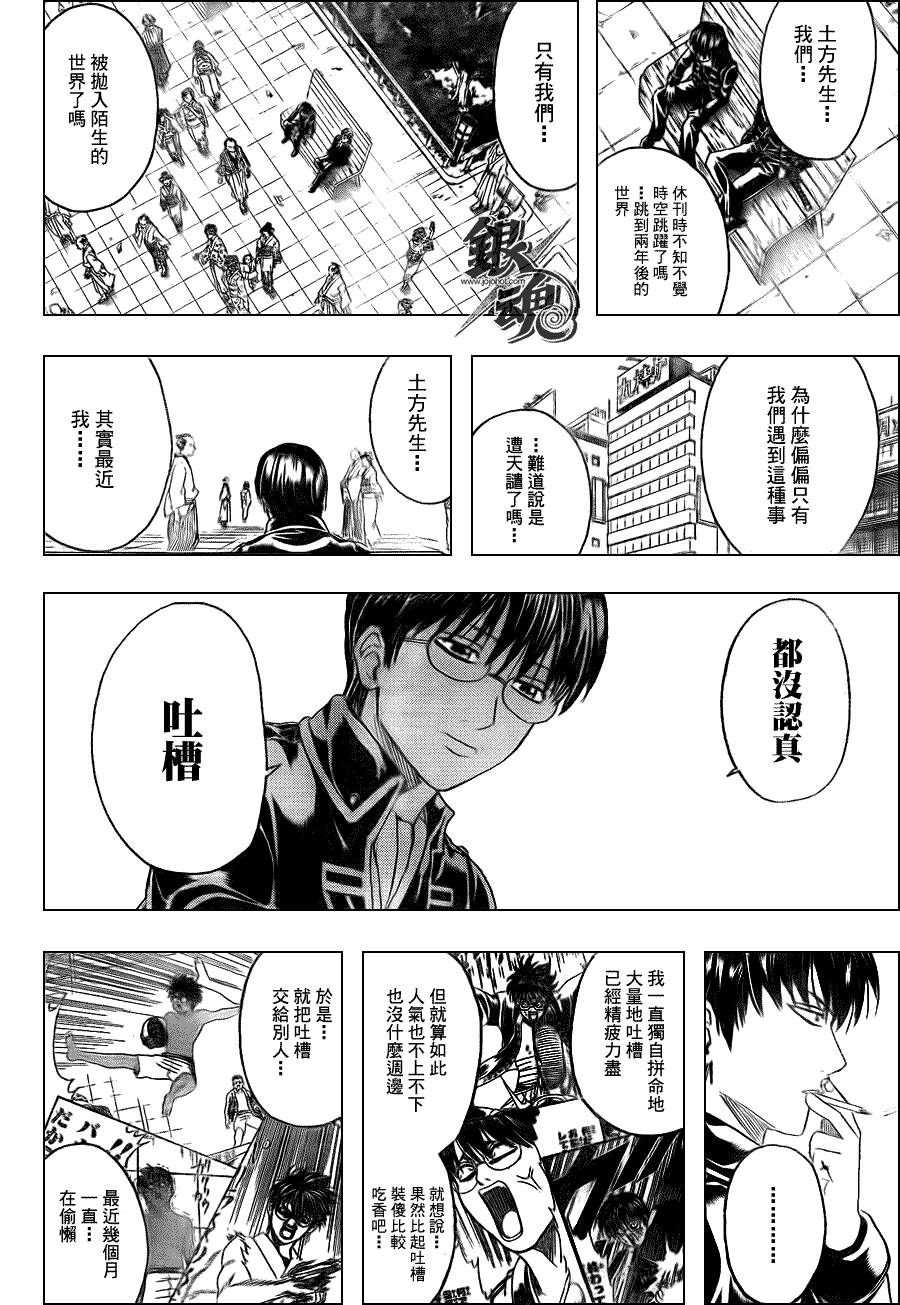 土方先生…
我們…
休刊時不知不覺
時空跳躍了嗎
…跳到兩年後的
世界
只有我們…
被拋入陌生的
世界了嗎
銀魂
www.jojohot.com
為什麼偏偏只有
我們遇到這種事
…難道說是
遭天譴了嗎…
土方先生…
其實最近
我……
都沒認真
吐槽
…………
我一直獨自拼命地
大量地吐槽
已經精疲力盡
但就算如此
人氣也不上不下
也沒什麼週邊
就想說…
果然比起吐槽
裝傻比較
吃香吧…
於是…
就把吐槽
交給別人…
最近幾個月
一直…
在偷懶